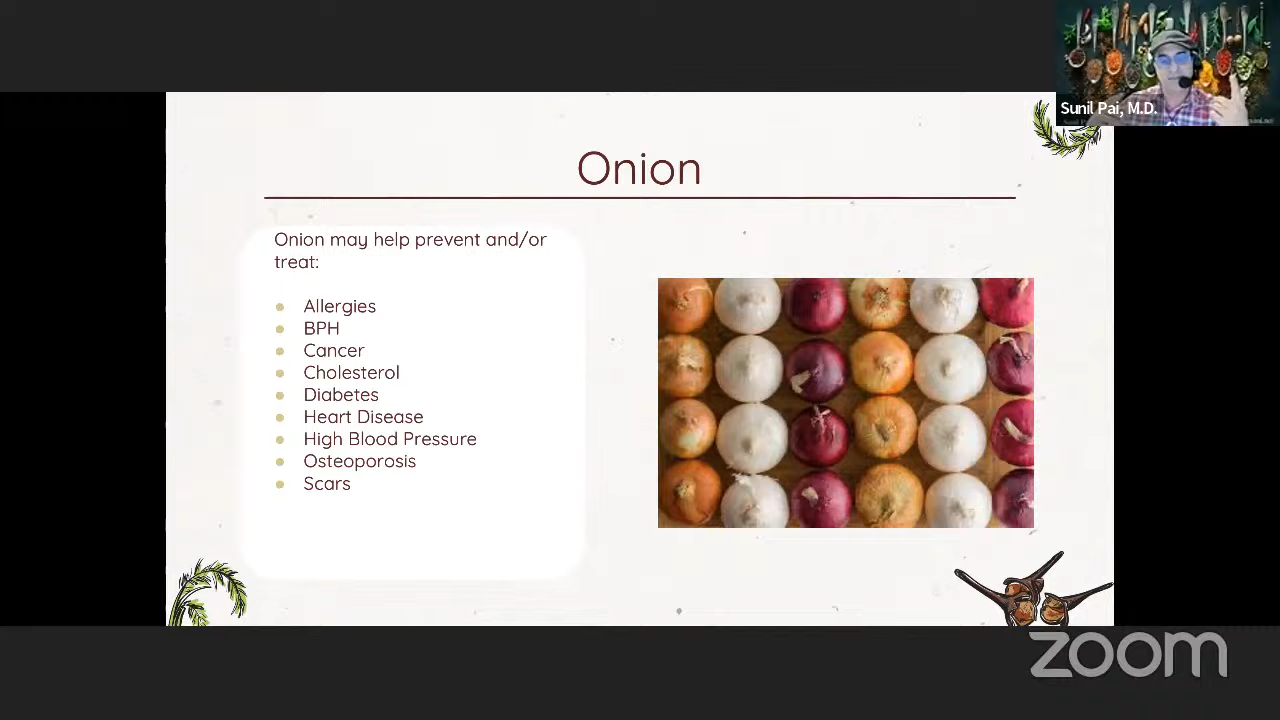 Sunil Pai, M.D.
Onion
Onion may help prevent and/or
treat:
Allergies
BPH
Cancer
Cholesterol
Diabetes
Heart Disease
High Blood Pressure
Osteoporosis
Scars
zoom